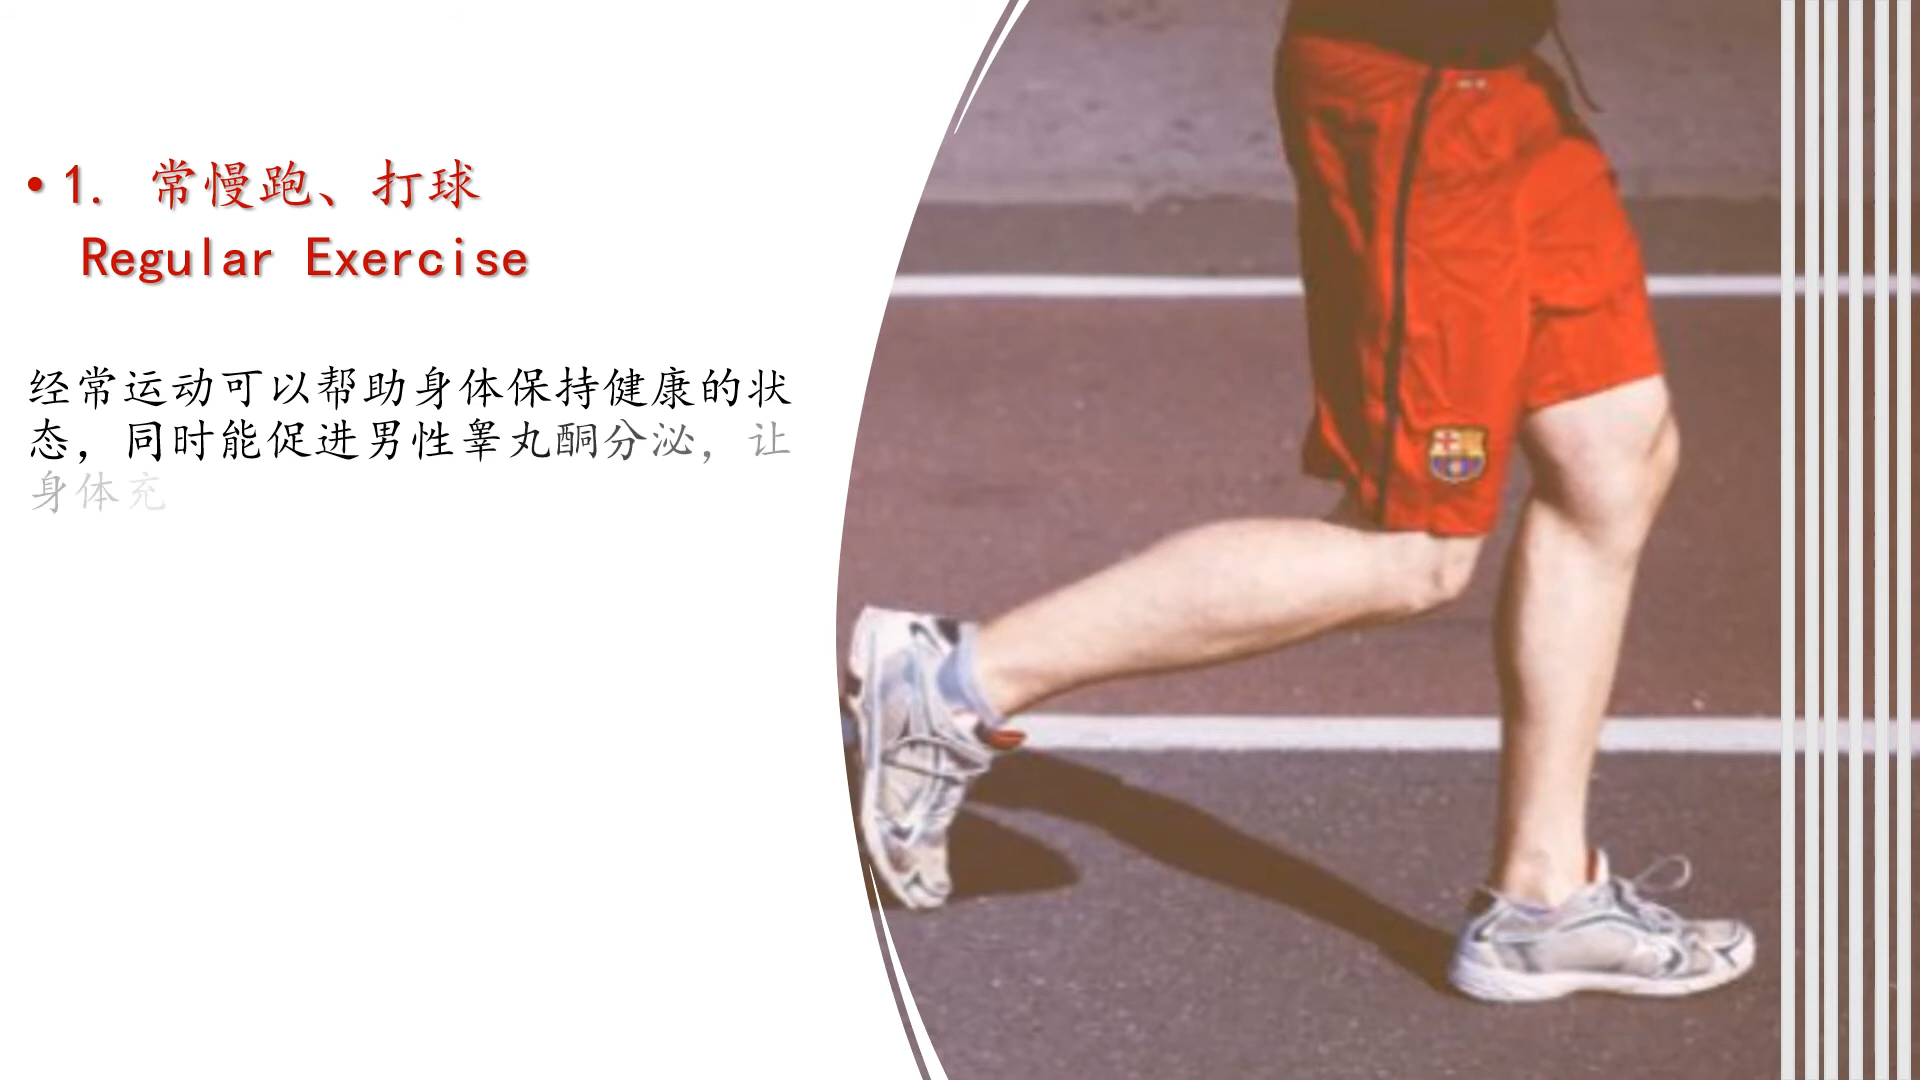 • 1. 常慢跑、打球
Regular Exercise
经常运动可以帮助身体保持健康的状
态，同时能促进男性睾丸酮分泌，让
身体充